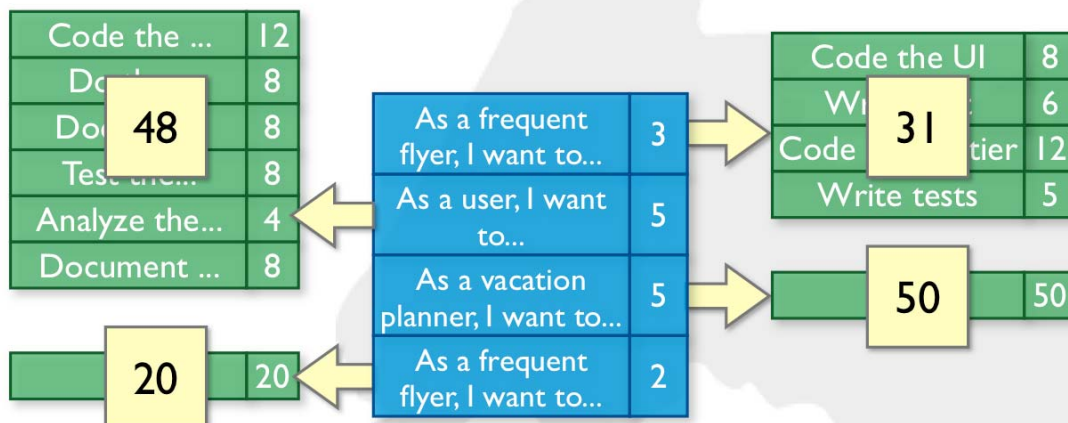 Code the ... 12
8
8
8
Analyze the... 4
Document ... 8
48
20
20
As a frequent
flyer, I want to... 3
As a user, I want
to... 5
As a vacation
planner, I want to... 5
As a frequent
flyer, I want to... 2
Code the UI 8
6
Code tier 12
Write tests 5
31
50
50